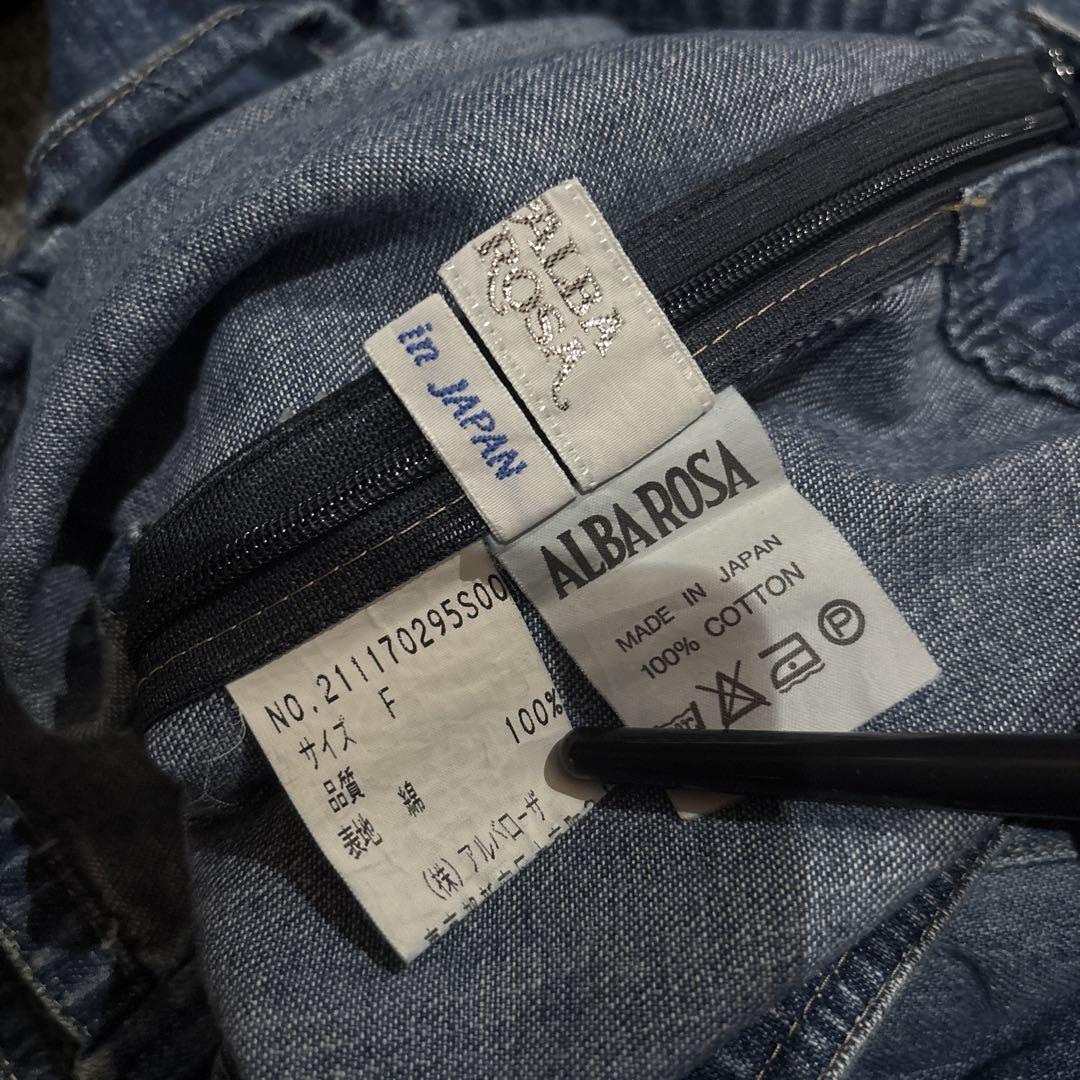 ALBA
ROSA
in JAPAN
ALBA ROSA
MADE IN JAPAN
100% COTTON
P
NO.211170295S00
サイズ F
品質
表地 綿 100%
(株)アルバローザ